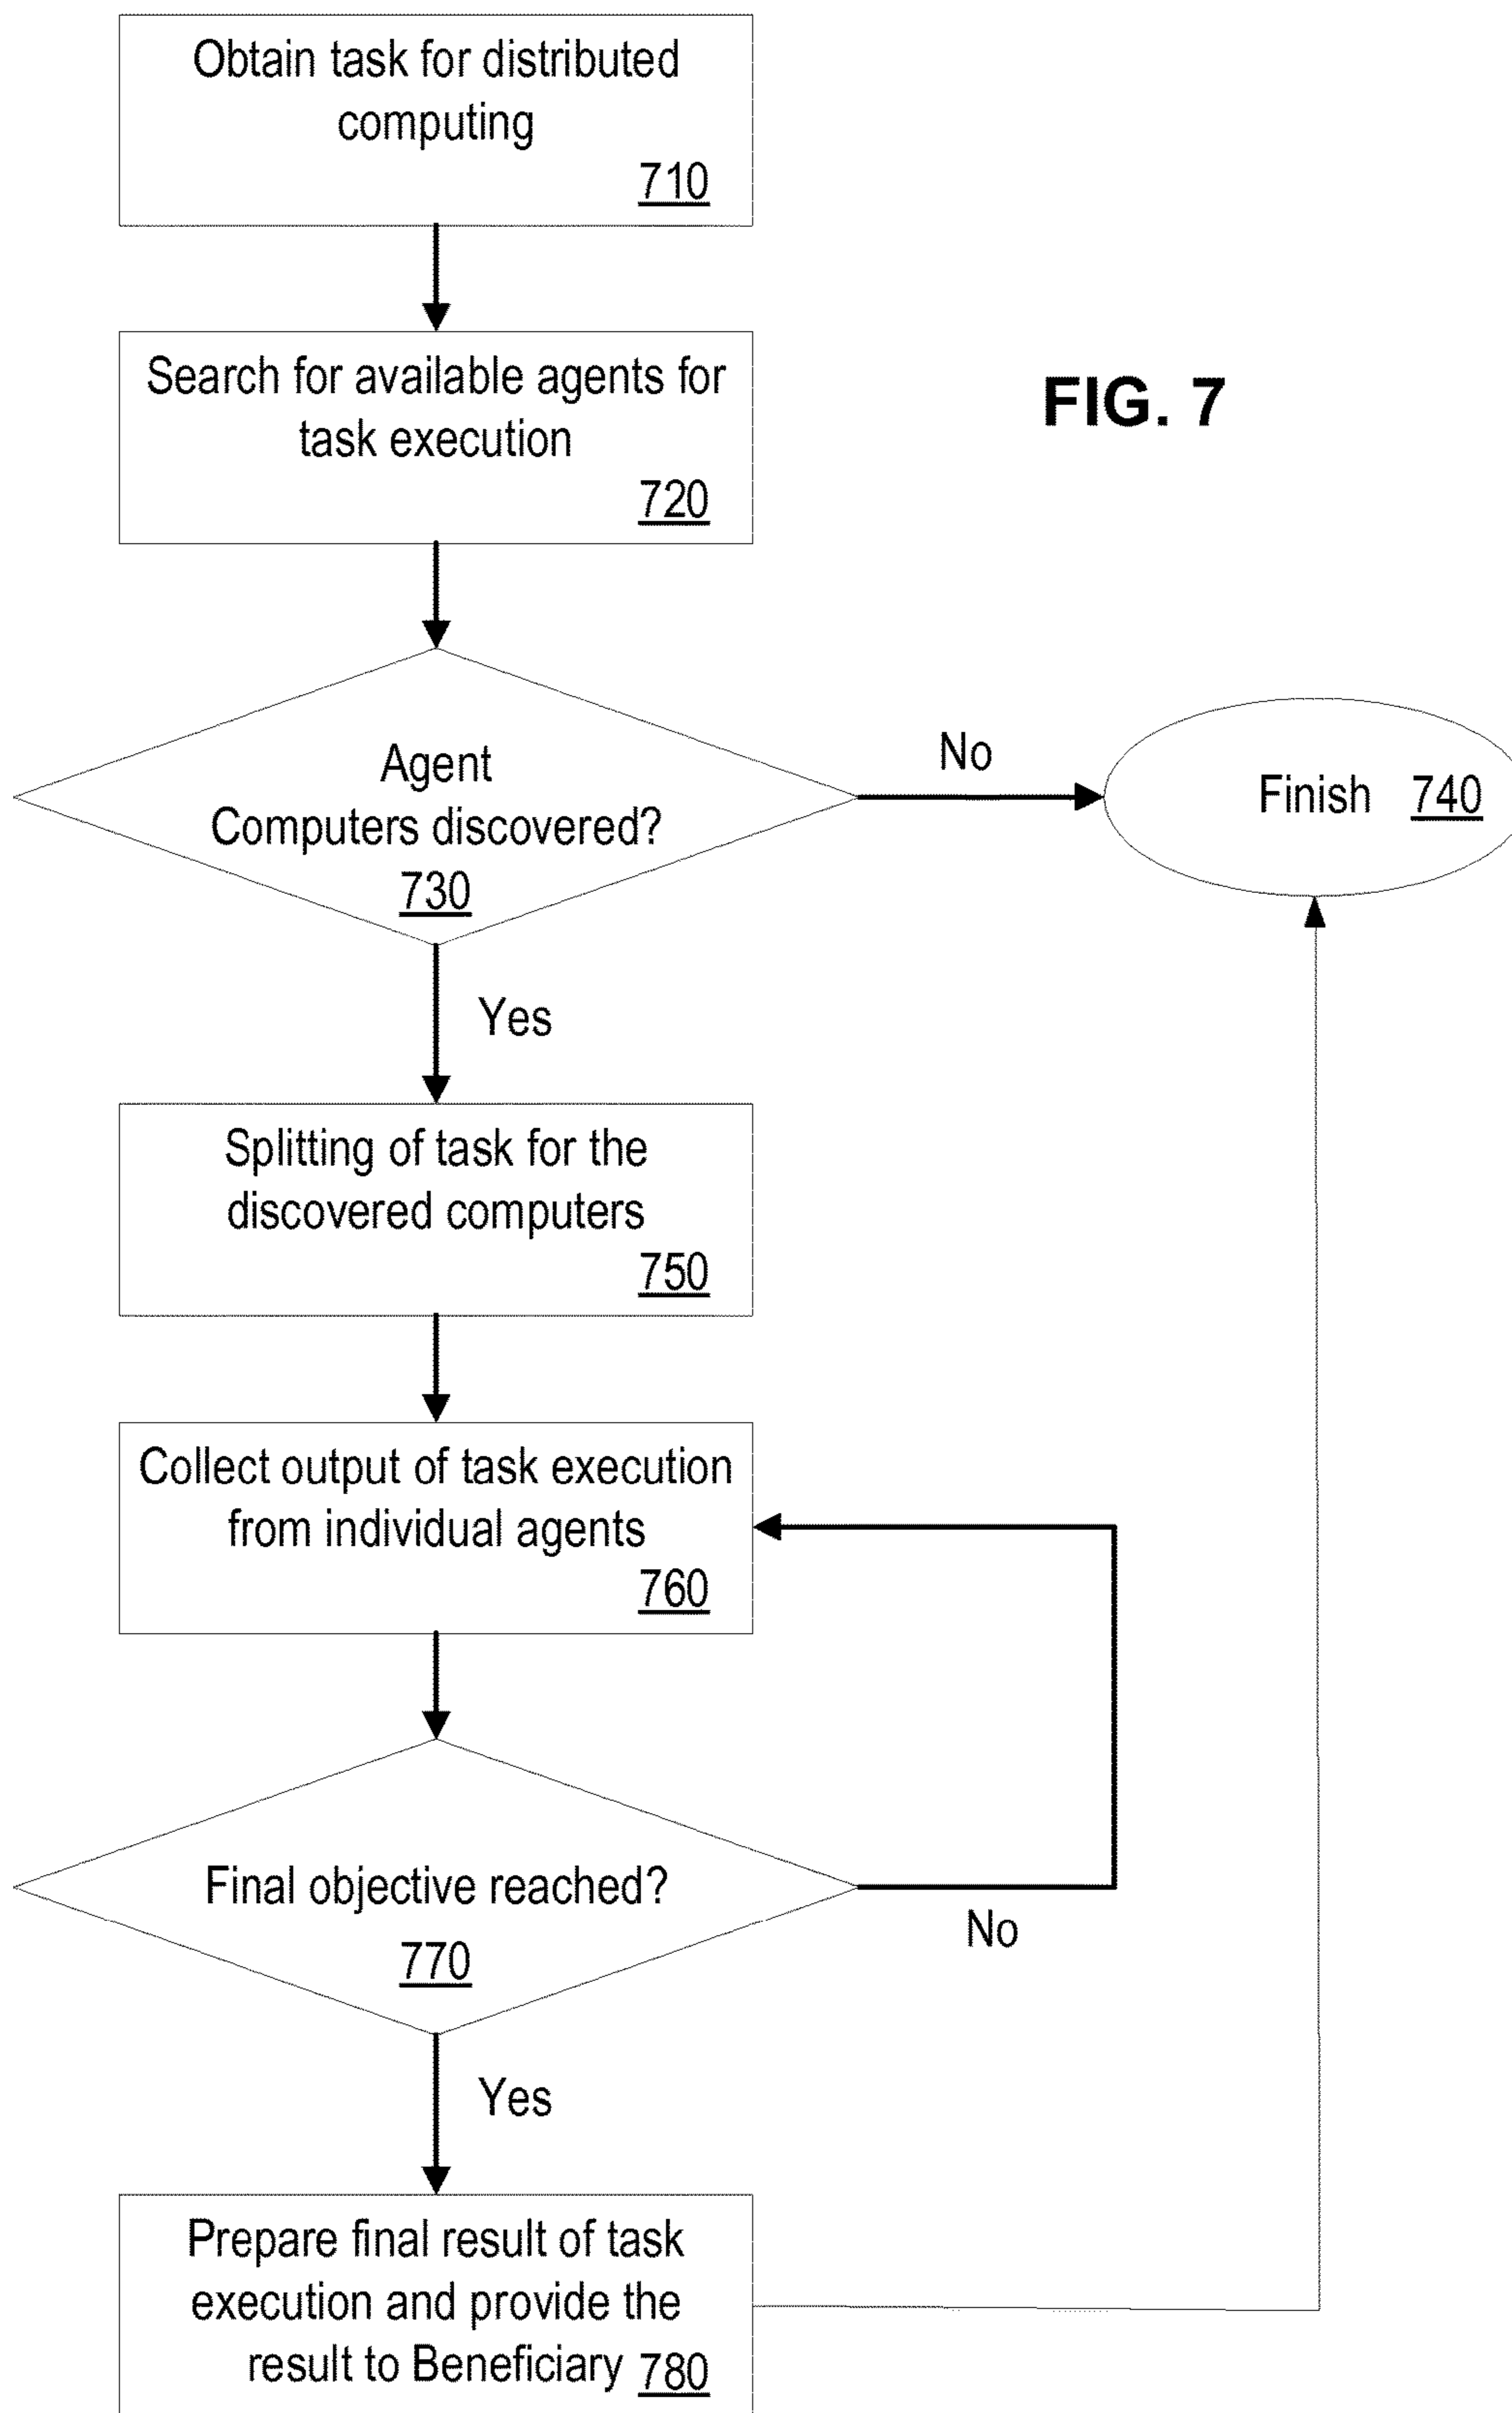 Obtain task for distributed
computing
710
Search for available agents for
task execution
720
FIG. 7
Agent
Computers discovered?
730
No
Finish 740
Yes
Splitting of task for the
discovered computers
750
Collect output of task execution
from individual agents
760
Final objective reached?
770
No
Yes
Prepare final result of task
execution and provide the
result to Beneficiary 780